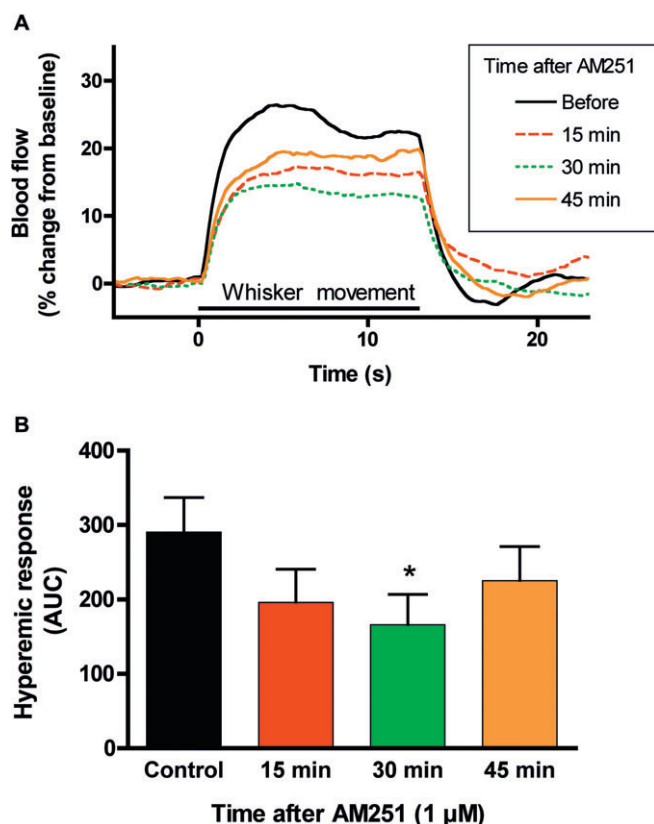 A
Blood flow
(% change from baseline)
30
20
10
0
Time after AM251
Before
15 min
30 min
45 min
Whisker movement
0
10
20
Time (s)
B
Hyperemic response
(AUC)
400
300
200
100
0
*
Control
15 min
30 min
45 min
Time after AM251 (1 µM)